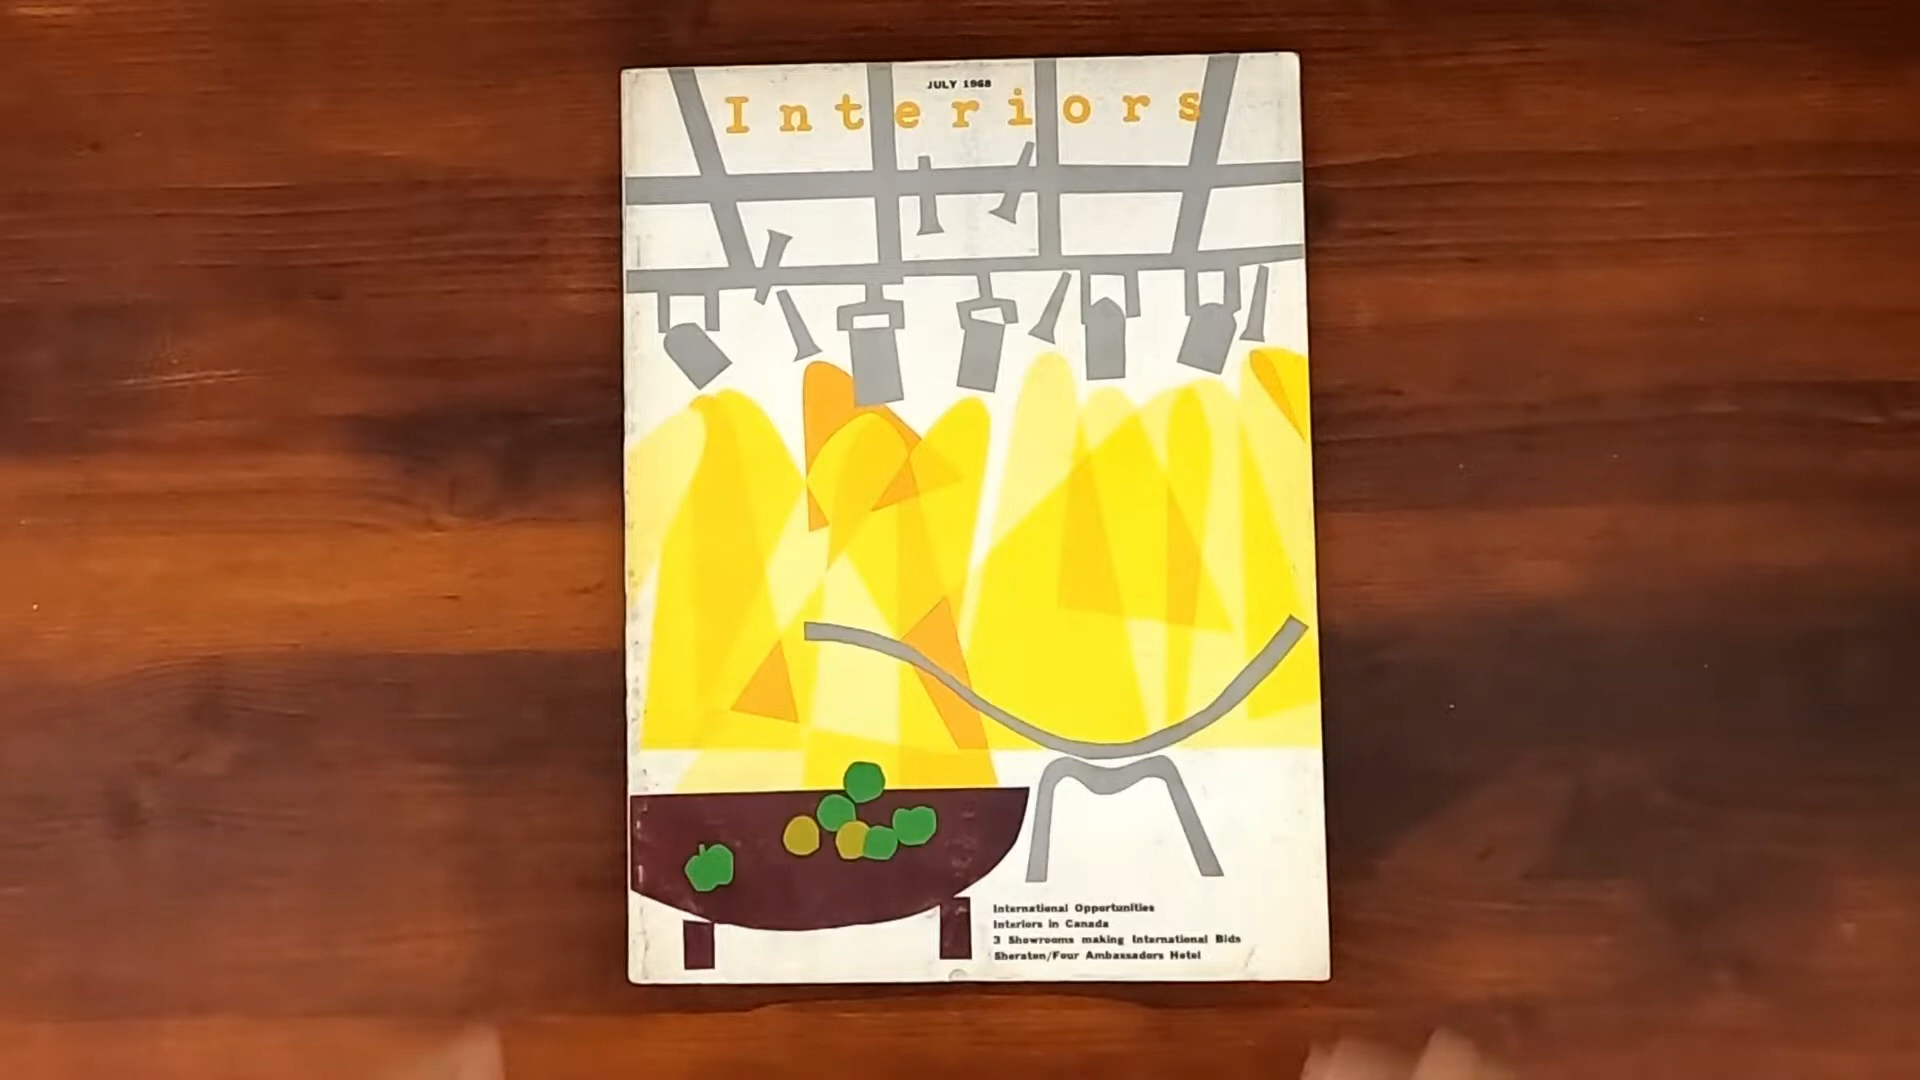 JULY 1968
Interiors
International Opportunities
Interiors in Canada
3 Showrooms making International Bids
Sheraton/Four Ambassadors Hotel